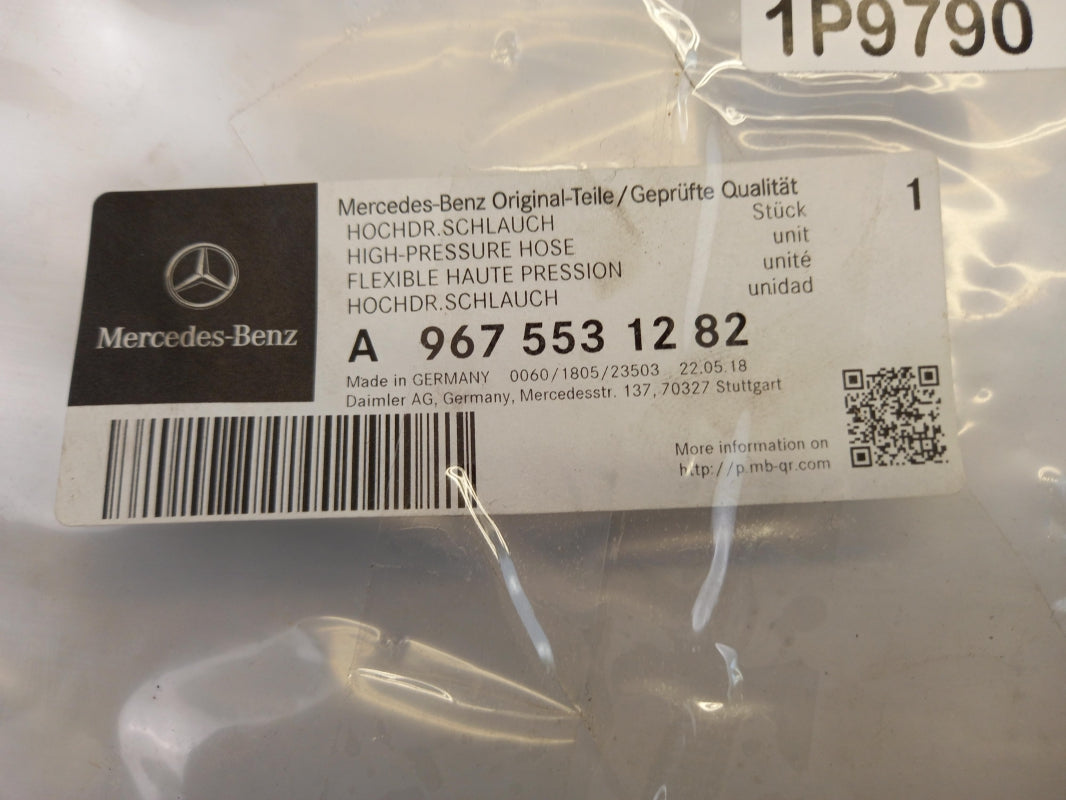 1P9790
Mercedes-Benz
Mercedes-Benz Original-Teile/Geprüfte Qualität
HOCHDR.SCHLAUCH
HIGH-PRESSURE HOSE
FLEXIBLE HAUTE PRESSION
HOCHDR.SCHLAUCH
Stück
unit
unité
unidad
1
A 967 553 12 82
Made in GERMANY 0060/1805/23503 22.05.18
Daimler AG, Germany, Mercedesstr. 137, 70327 Stuttgart
More information on
http://p.mb-qr.com